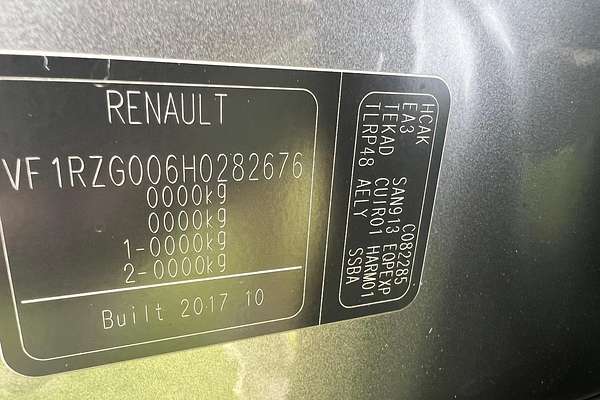 RENAULT
VF1RZG006H0282676
0000kg
0000kg
1-0000kg
2-0000kg
Built 2017 10
HCAK C082285
EA3 SAN913 EQPEXP
TEKAD CUIR01 HARM01
TLRP48 AELY SSBA